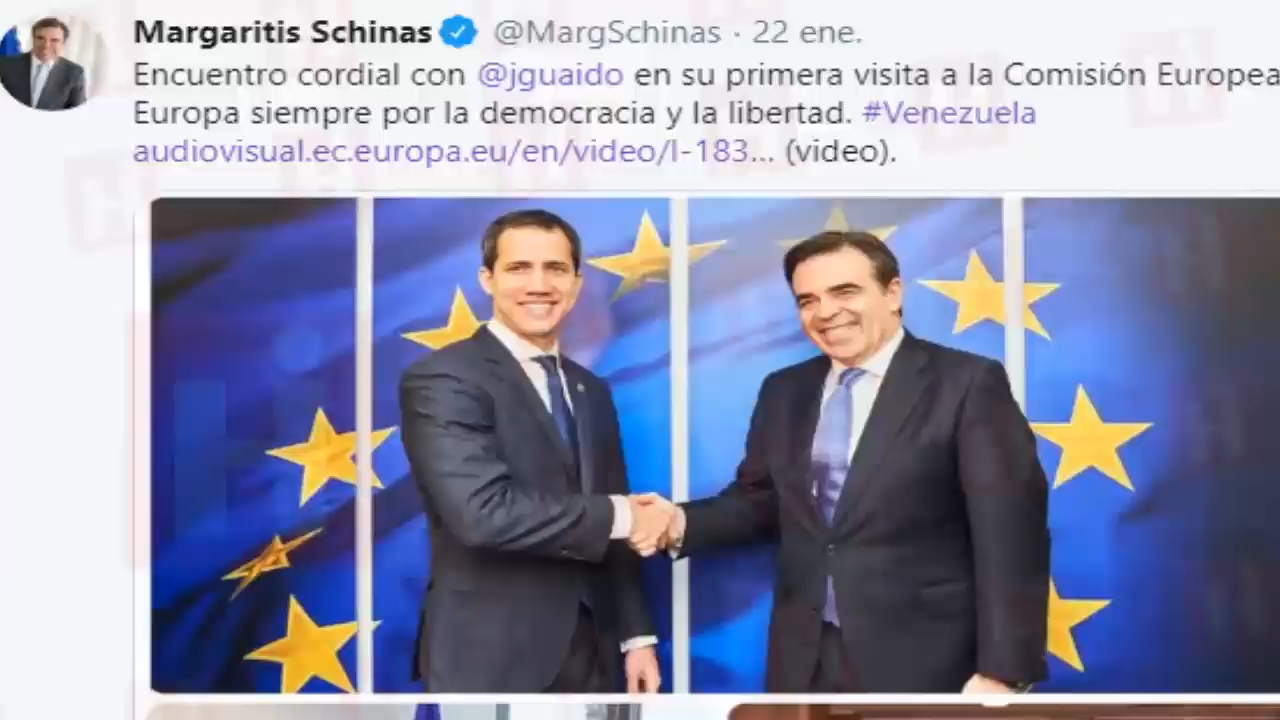 Margaritis Schinas @MargSchinas · 22 ene.
Encuentro cordial con @jguaido en su primera visita a la Comisión Europea
Europa siempre por la democracia y la libertad. #Venezuela
audiovisual.ec.europa.eu/en/video/I-183... (video).